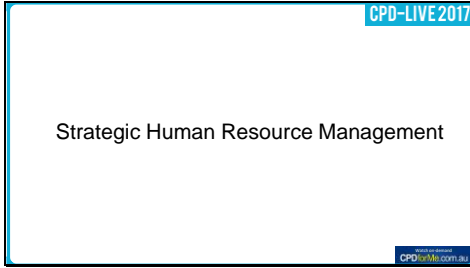 CPD-LIVE 2017
Strategic Human Resource Management
Watch on-demand
CPDforMe.com.au